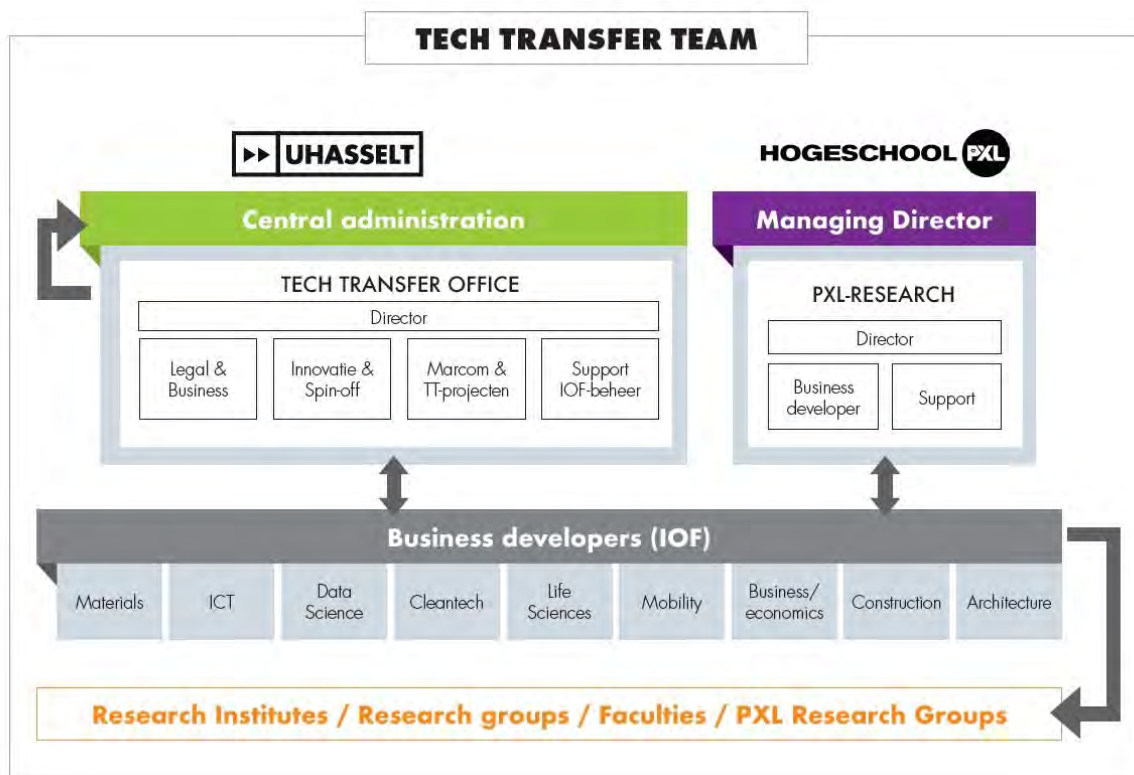 TECH TRANSFER TEAM
UHASSELT
HOGESCHOOL PXL
Central administration
Managing Director
TECH TRANSFER OFFICE
Director
Legal &
Business
Innovatie &
Spin-off
Marcom &
TT-projecten
Support
IOF-beheer
PXL-RESEARCH
Director
Business
developer
Support
Business developers (IOF)
Materials
ICT
Data
Science
Cleantech
Life
Sciences
Mobility
Business/
economics
Construction
Architecture
Research Institutes / Research groups / Faculties / PXL Research Groups